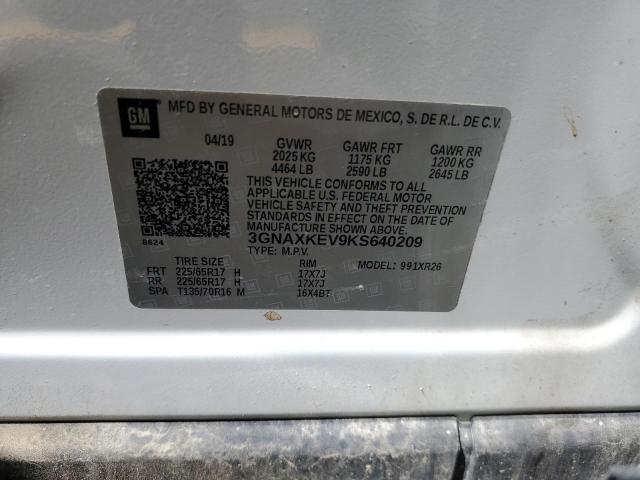 GM MFD BY GENERAL MOTORS DE MEXICO, S. DE R.L. DE C.V.
04/19 GVWR GAWR FRT GAWR RR
2025 KG 1175 KG 1200 KG
4464 LB 2590 LB 2645 LB
THIS VEHICLE CONFORMS TO ALL
APPLICABLE U.S. FEDERAL MOTOR
VEHICLE SAFETY AND THEFT
PREVENTION STANDARDS IN EFFECT
ON THE DATE OF
MANUFACTURE SHOWN ABOVE.
8624 3GNAXKEV9KS640209
TYPE: M.P.V.
TIRE SIZE RIM MODEL: 991XR26
FRT 225/65R17 H 17X7J
RR 225/65R17 H 17X7J
SPA T135/70R16 M 16X4BT